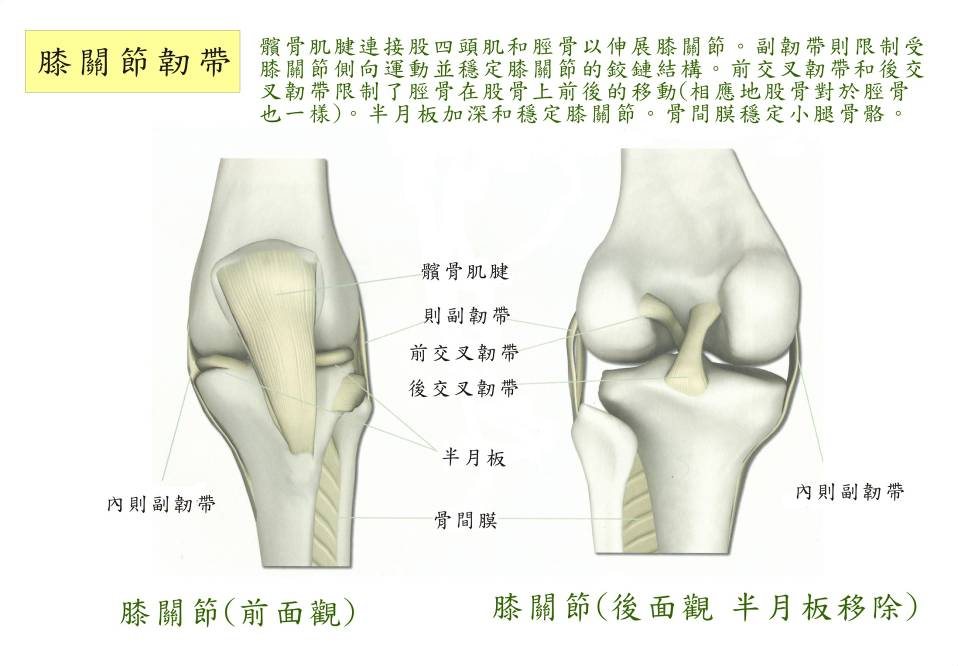 膝關節韌帶
髕骨肌腱連接股四頭肌和脛骨以伸展膝關節。副韌帶則限制受
膝關節側向運動並穩定膝關節的鉸鏈結構。前交叉韌帶和後交
叉韌帶限制了脛骨在股骨上前後的移動(相應地股骨對於脛骨
也一樣)。半月板加深和穩定膝關節。骨間膜穩定小腿骨骼。
髕骨肌腱
則副韌帶
前交叉韌帶
後交叉韌帶
半月板
內則副韌帶
內則副韌帶
骨間膜
膝關節(前面觀)
膝關節(後面觀 半月板移除)